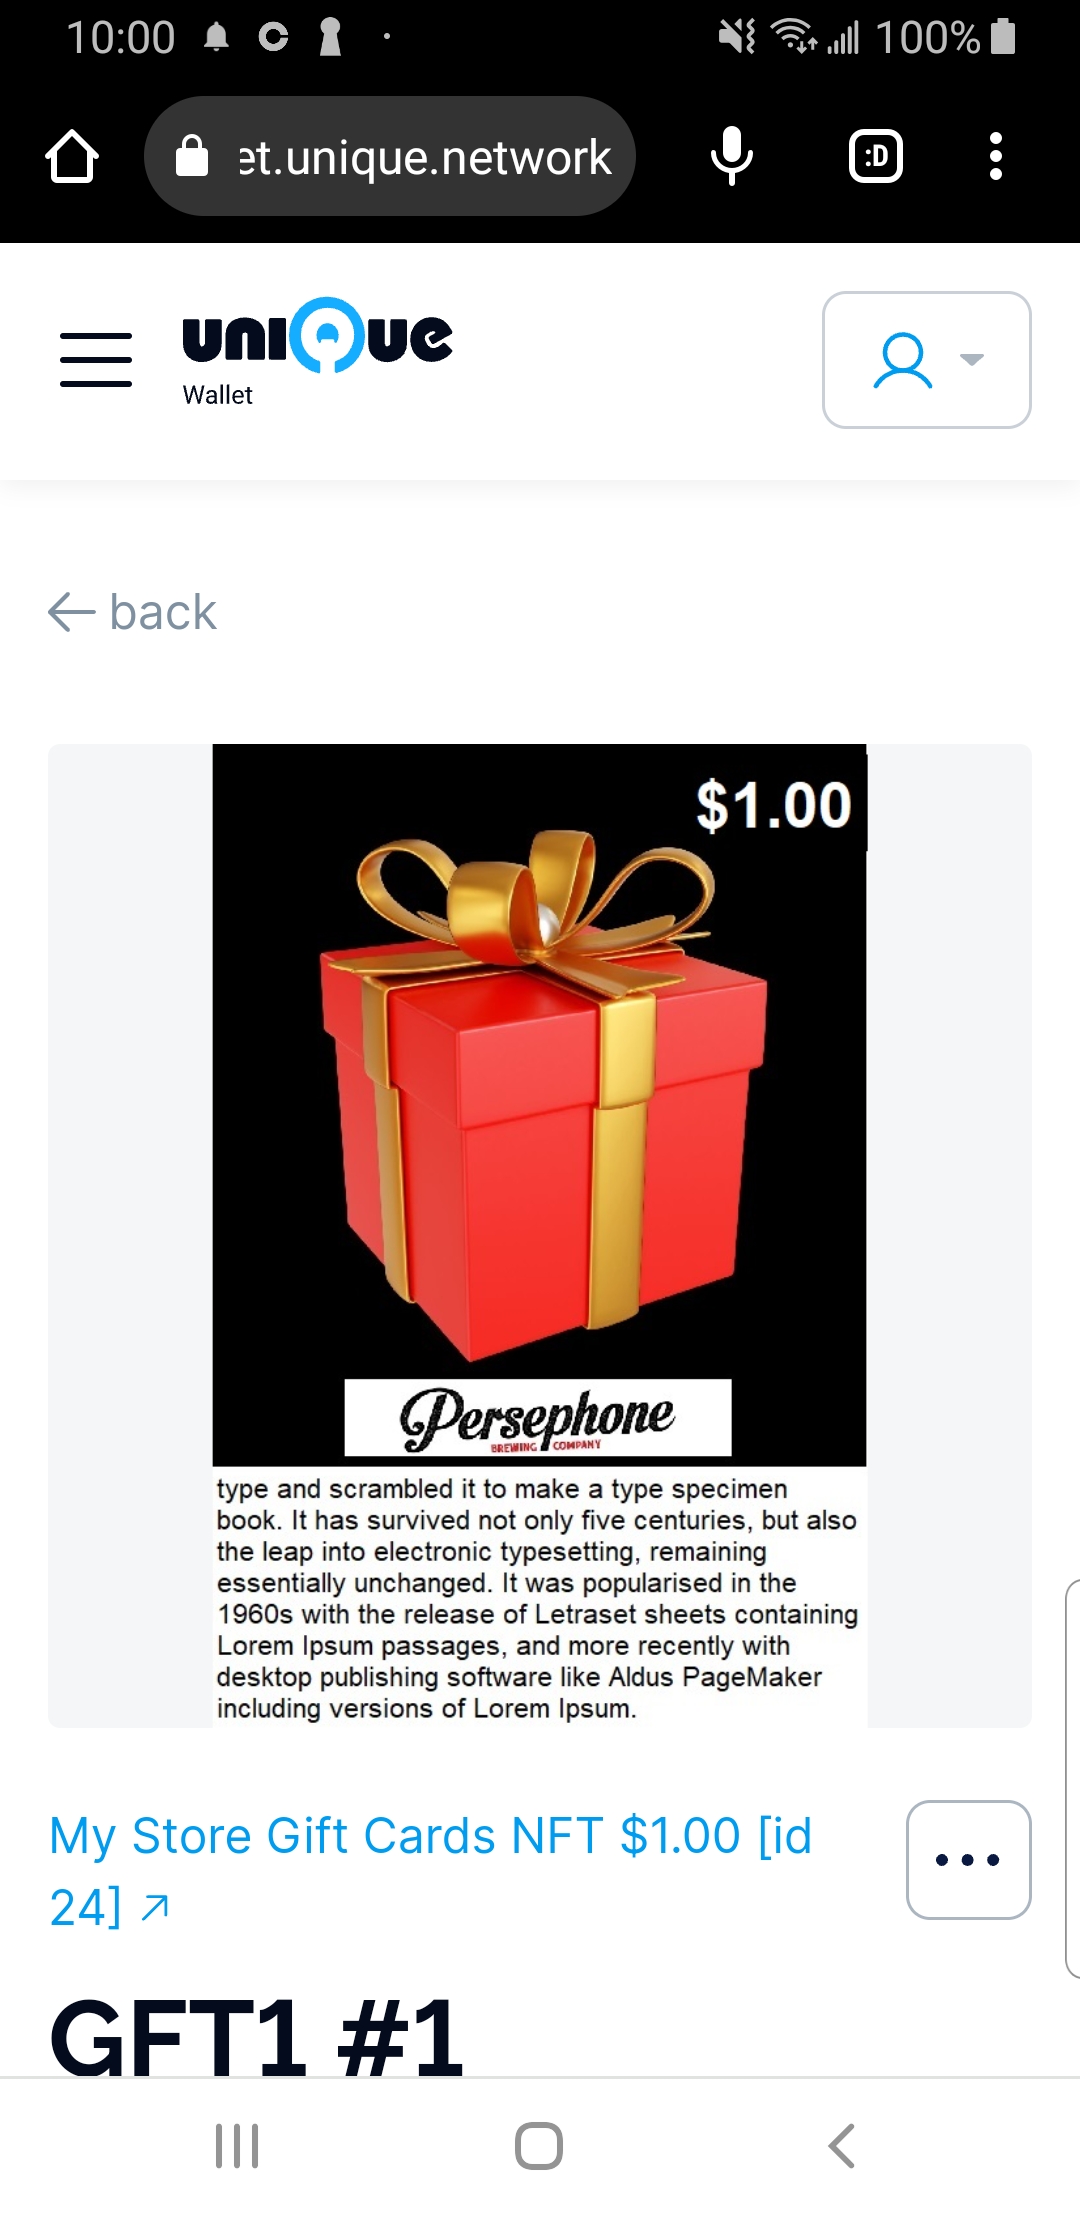 10:00
100%
et.unique.network
:D
uniQue
Wallet
back
$1.00
Persephone
BREWING COMPANY
type and scrambled it to make a type specimen
book. It has survived not only five centuries, but also
the leap into electronic typesetting, remaining
essentially unchanged. It was popularised in the
1960s with the release of Letraset sheets containing
Lorem Ipsum passages, and more recently with
desktop publishing software like Aldus PageMaker
including versions of Lorem Ipsum.
My Store Gift Cards NFT $1.00 [id
24]
GFT1 #1